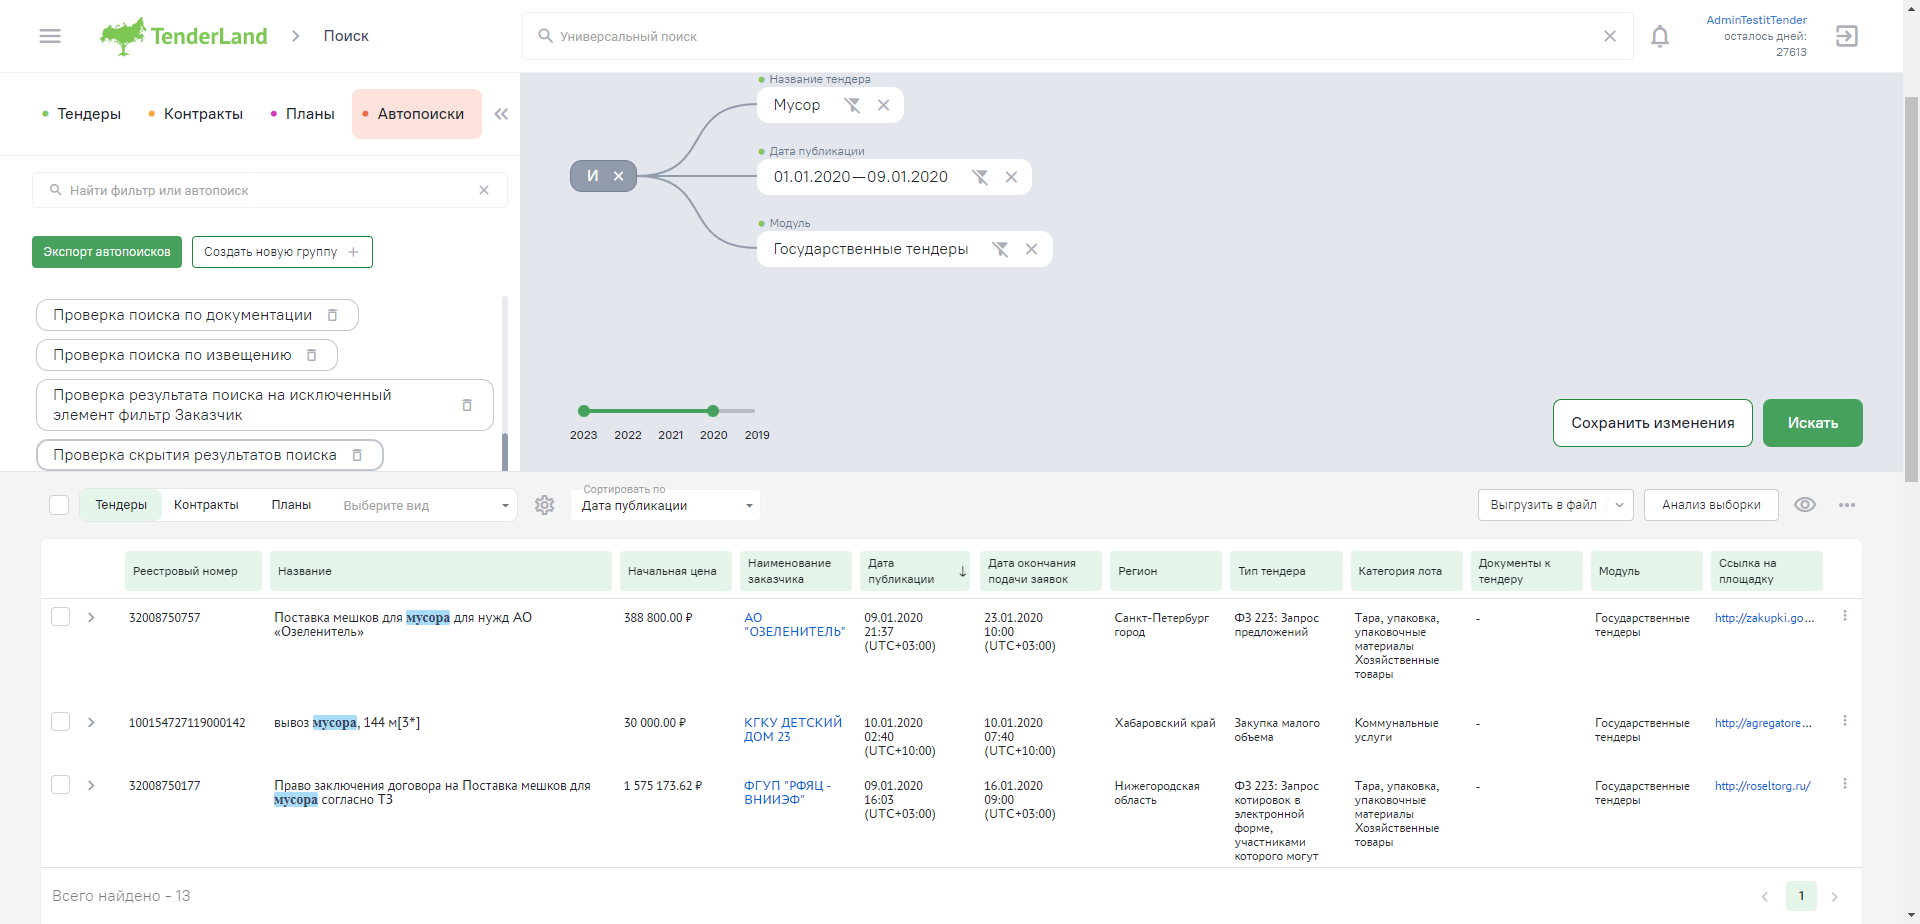 TenderLand
Поиск
Универсальный поиск
AdminTestitTender
осталось дней:
27613
Тендеры
Контракты
Планы
Автопоиски
Найти фильтр или автопоиск
Экспорт автопоисков
Создать новую группу
Проверка поиска по документации
Проверка поиска по извещению
Проверка результата поиска на исключенный
элемент фильтр Заказчик
Проверка скрытия результатов поиска
Название тендера
Мусор
И
Дата публикации
01.01.2020—09.01.2020
Модуль
Государственные тендеры
2023 2022 2021 2020 2019
Сохранить изменения
Искать
Тендеры Контракты Планы Выберите вид
Сортировать по
Дата публикации
Выгрузить в файл
Анализ выборки
Реестровый номер
Название
Начальная цена
Наименование
заказчика
Дата
публикации
Дата окончания
подачи заявок
Регион
Тип тендера
Категория лота
Документы к
тендеру
Модуль
Ссылка на
площадку
32008750757
Поставка мешков для мусора для нужд АО
«Озеленитель»
388 800.00 ₽
АО
"ОЗЕЛЕНИТЕЛЬ"
09.01.2020
21:37
(UTC+03:00)
23.01.2020
10:00
(UTC+03:00)
Санкт-Петербург
город
ФЗ 223: Запрос
предложений
Тара, упаковка,
упаковочные
материалы
Хозяйственные
товары
-
Государственные
тендеры
http://zakupki.go...
100154727119000142
вывоз мусора, 144 м[3*]
30 000.00 ₽
КГКУ ДЕТСКИЙ
ДОМ 23
10.01.2020
02:40
(UTC+10:00)
10.01.2020
07:40
(UTC+10:00)
Хабаровский край
Закупка малого
объема
Коммунальные
услуги
-
Государственные
тендеры
http://agregatore...
32008750177
Право заключения договора на Поставка мешков для
мусора согласно ТЗ
1 575 173.62 ₽
ФГУП "РФЯЦ -
ВНИИЭФ"
09.01.2020
16:03
(UTC+03:00)
16.01.2020
09:00
(UTC+03:00)
Нижегородская
область
ФЗ 223: Запрос
котировок в
электронной
форме,
участниками
которого могут
Тара, упаковка,
упаковочные
материалы
Хозяйственные
товары
-
Государственные
тендеры
http://roseltorg.ru/
Всего найдено - 13
1